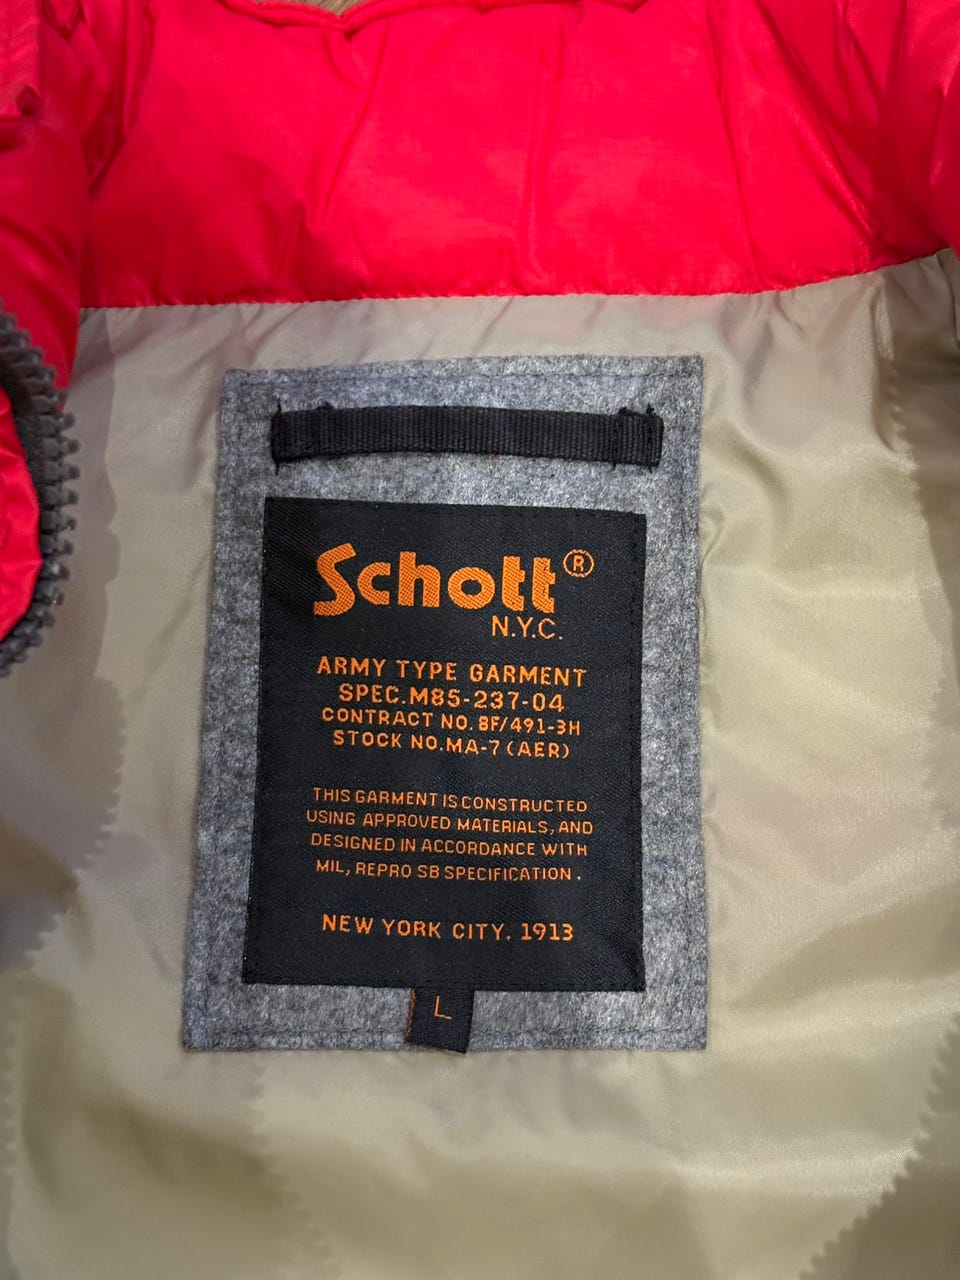 Schott®
N.Y.C.
ARMY TYPE GARMENT
SPEC.M85-237-04
CONTRACT NO. 8F/491-3H
STOCK NO.MA-7 (AER)
THIS GARMENT IS CONSTRUCTED
USING APPROVED MATERIALS, AND
DESIGNED IN ACCORDANCE WITH
MIL, REPRO SB SPECIFICATION.
NEW YORK CITY. 1913
L